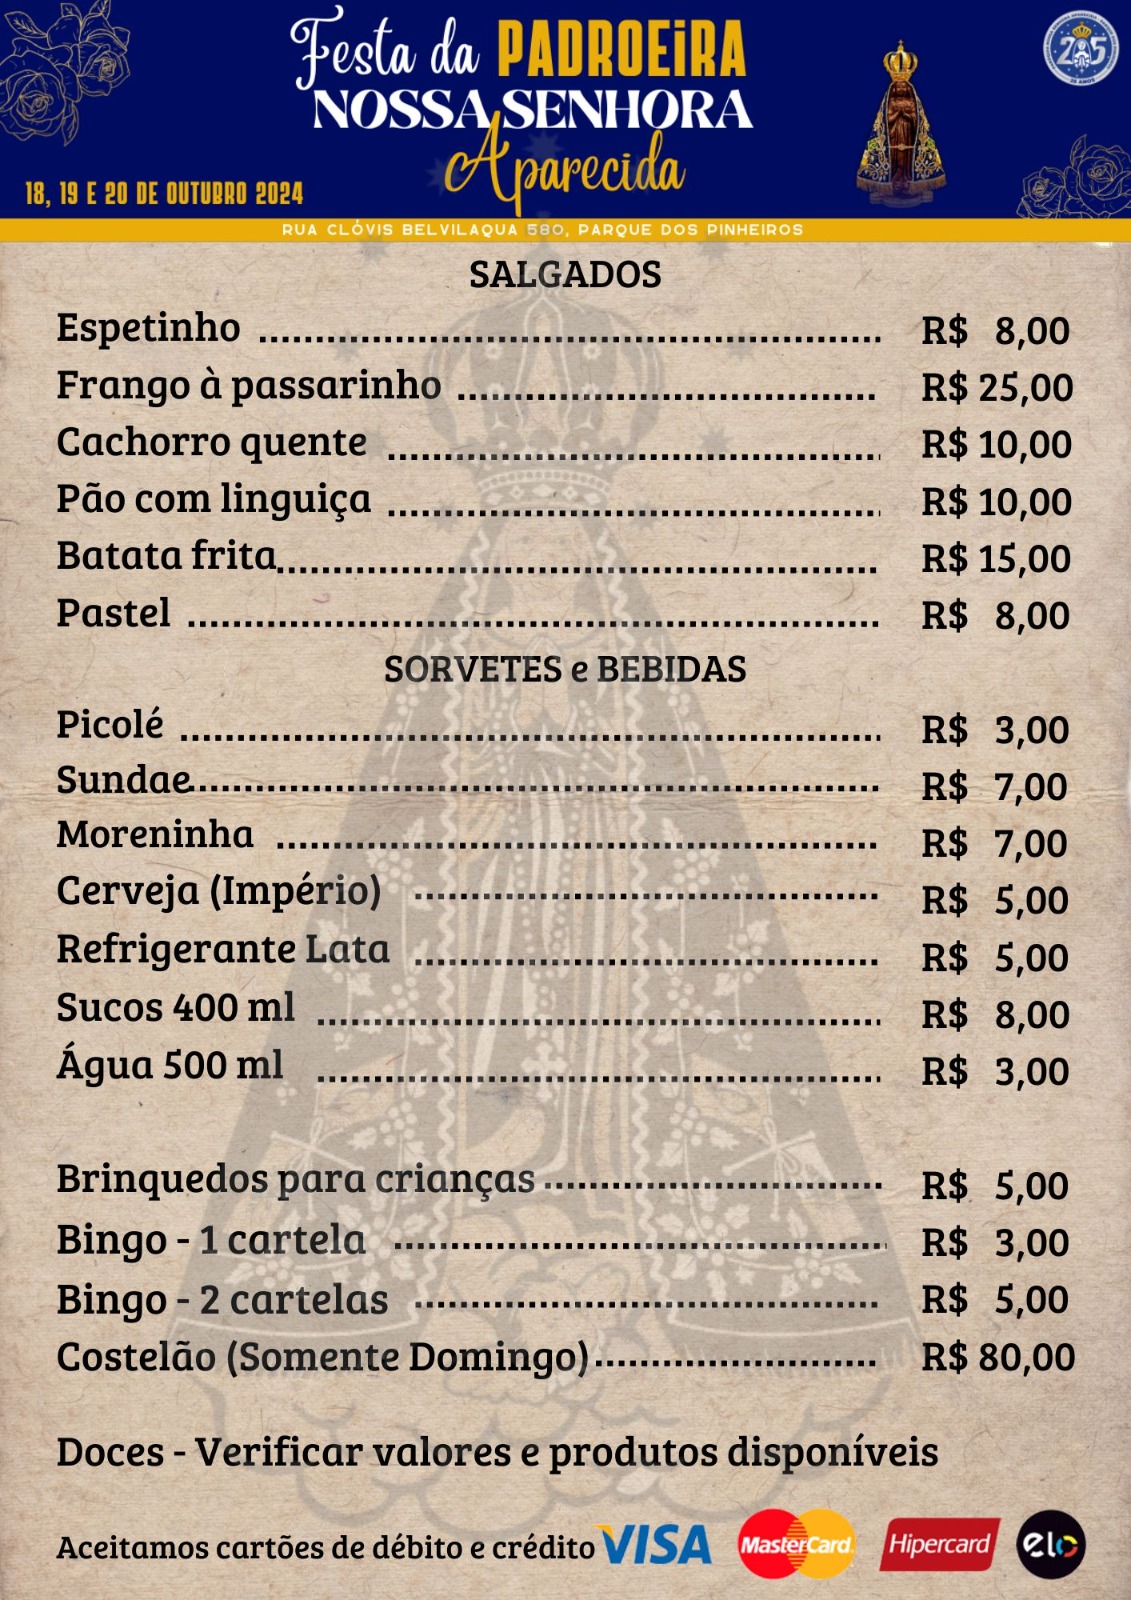 Festa da PADROEiRA
NOSSA SENHORA
Aparecida
25
25 ANOS
18, 19 E 20 DE OUTUBRO 2024
RUA CLÓVIS BELVILAQUA 580, PARQUE DOS PINHEIROS
SALGADOS
Espetinho ........................................ R$ 8,00
Frango à passarinho ........................................ R$ 25,00
Cachorro quente ........................................ R$ 10,00
Pão com linguiça ........................................ R$ 10,00
Batata frita........................................ R$ 15,00
Pastel ........................................ R$ 8,00
SORVETES e BEBIDAS
Picolé ........................................ R$ 3,00
Sundae........................................ R$ 7,00
Moreninha ........................................ R$ 7,00
Cerveja (Império) ........................................ R$ 5,00
Refrigerante Lata ........................................ R$ 5,00
Sucos 400 ml ........................................ R$ 8,00
Água 500 ml ........................................ R$ 3,00
Brinquedos para crianças ........................................ R$ 5,00
Bingo - 1 cartela ........................................ R$ 3,00
Bingo - 2 cartelas ........................................ R$ 5,00
Costelão (Somente Domingo) ........................................ R$ 80,00
Doces - Verificar valores e produtos disponíveis
Aceitamos cartões de débito e crédito VISA MasterCard Hipercard elo